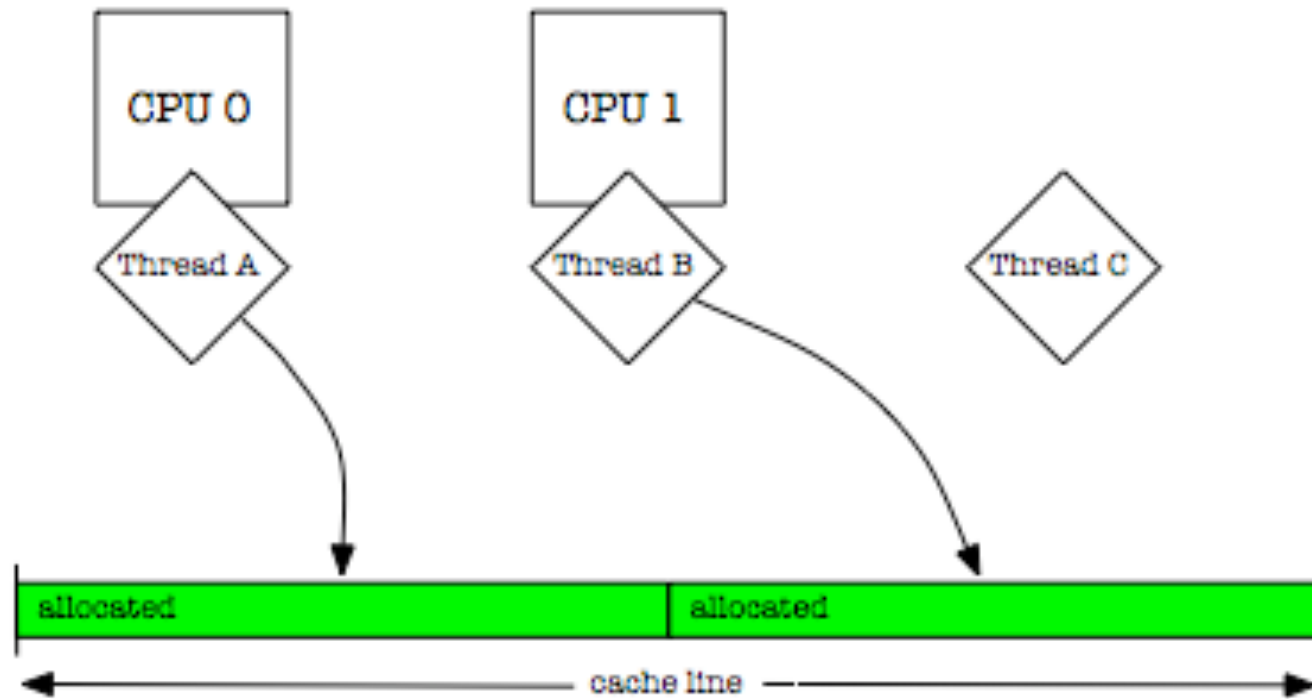 CPU 0
CPU 1
Thread A
Thread B
Thread C
allocated
allocated
cache line